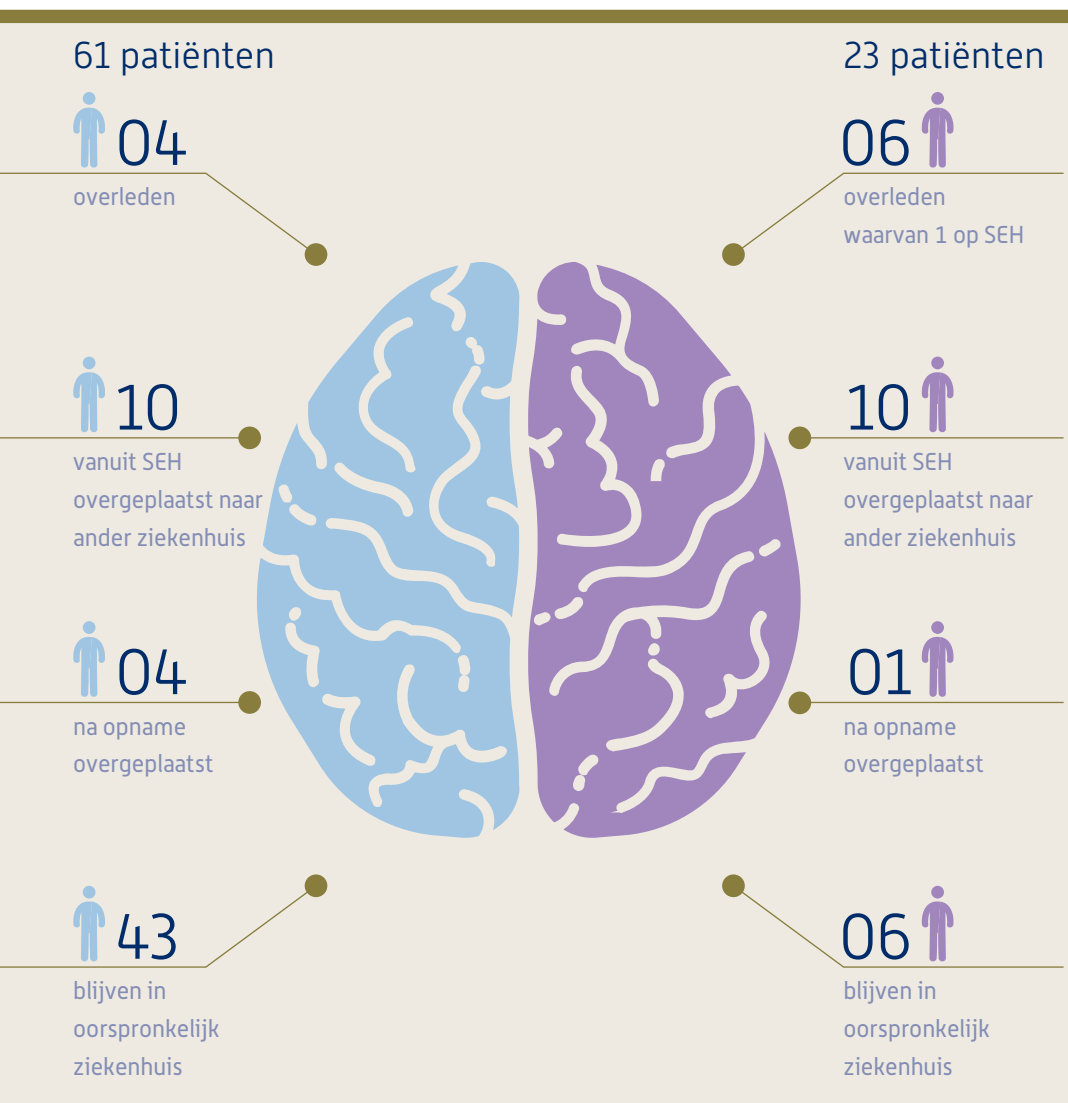 61 patiënten
04
overleden
10
vanuit SEH
overgeplaatst naar
ander ziekenhuis
04
na opname
overgeplaatst
43
blijven in
oorspronkelijk
ziekenhuis
23 patiënten
06
overleden
waarvan 1 op SEH
10
vanuit SEH
overgeplaatst naar
ander ziekenhuis
01
na opname
overgeplaatst
06
blijven in
oorspronkelijk
ziekenhuis